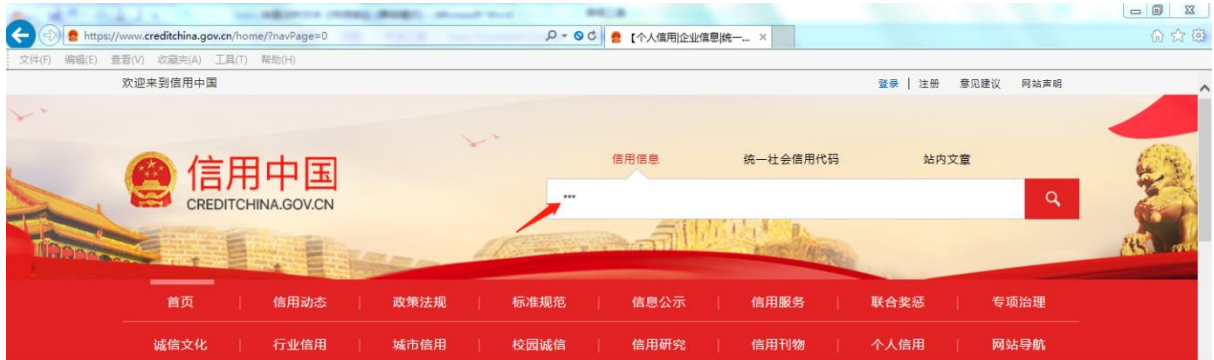 https://www.creditchina.gov.cn/home/?navPage=0
【个人信用|企业信息|统一...
文件(F) 编辑(E) 查看(V) 收藏夹(A) 工具(T) 帮助(H)
欢迎来到信用中国
登录 | 注册 意见建议 网站声明
信用信息 统一社会信用代码 站内文章
信用中国
***
CREDITCHINA.GOV.CN
首页 | 信用动态 | 政策法规 | 标准规范 | 信息公示 | 信用服务 | 联合奖惩 | 专项治理
诚信文化 | 行业信用 | 城市信用 | 校园诚信 | 信用研究 | 信用刊物 | 个人信用 | 网站导航